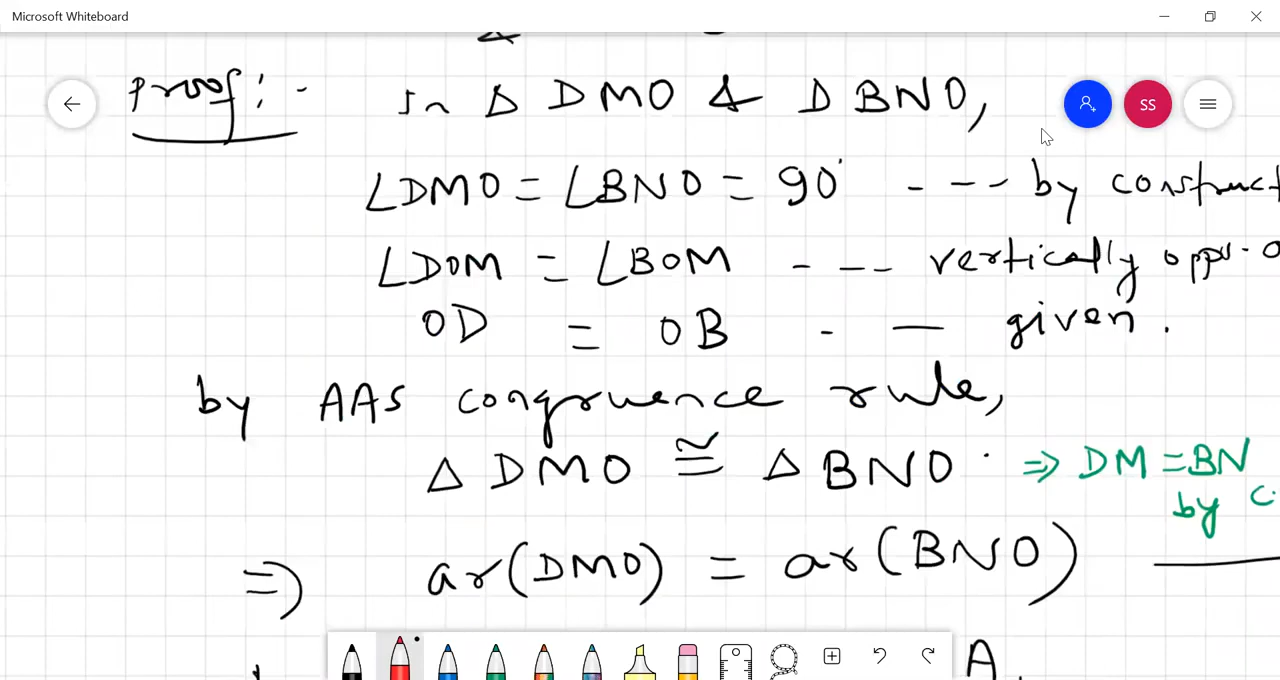 Microsoft Whiteboard
Proof:-
In Δ DMO & Δ BNO,
SS
∠DMO = ∠BNO = 90° - - - by construct
∠DOM = ∠BOM - - - vertically opps.
OD = OB - - given.
by AAS congruence rule,
Δ DMO ≅ Δ BNO. ⇒ DM = BN
by C.
⇒ ar(DMO) = ar(BNO)
A